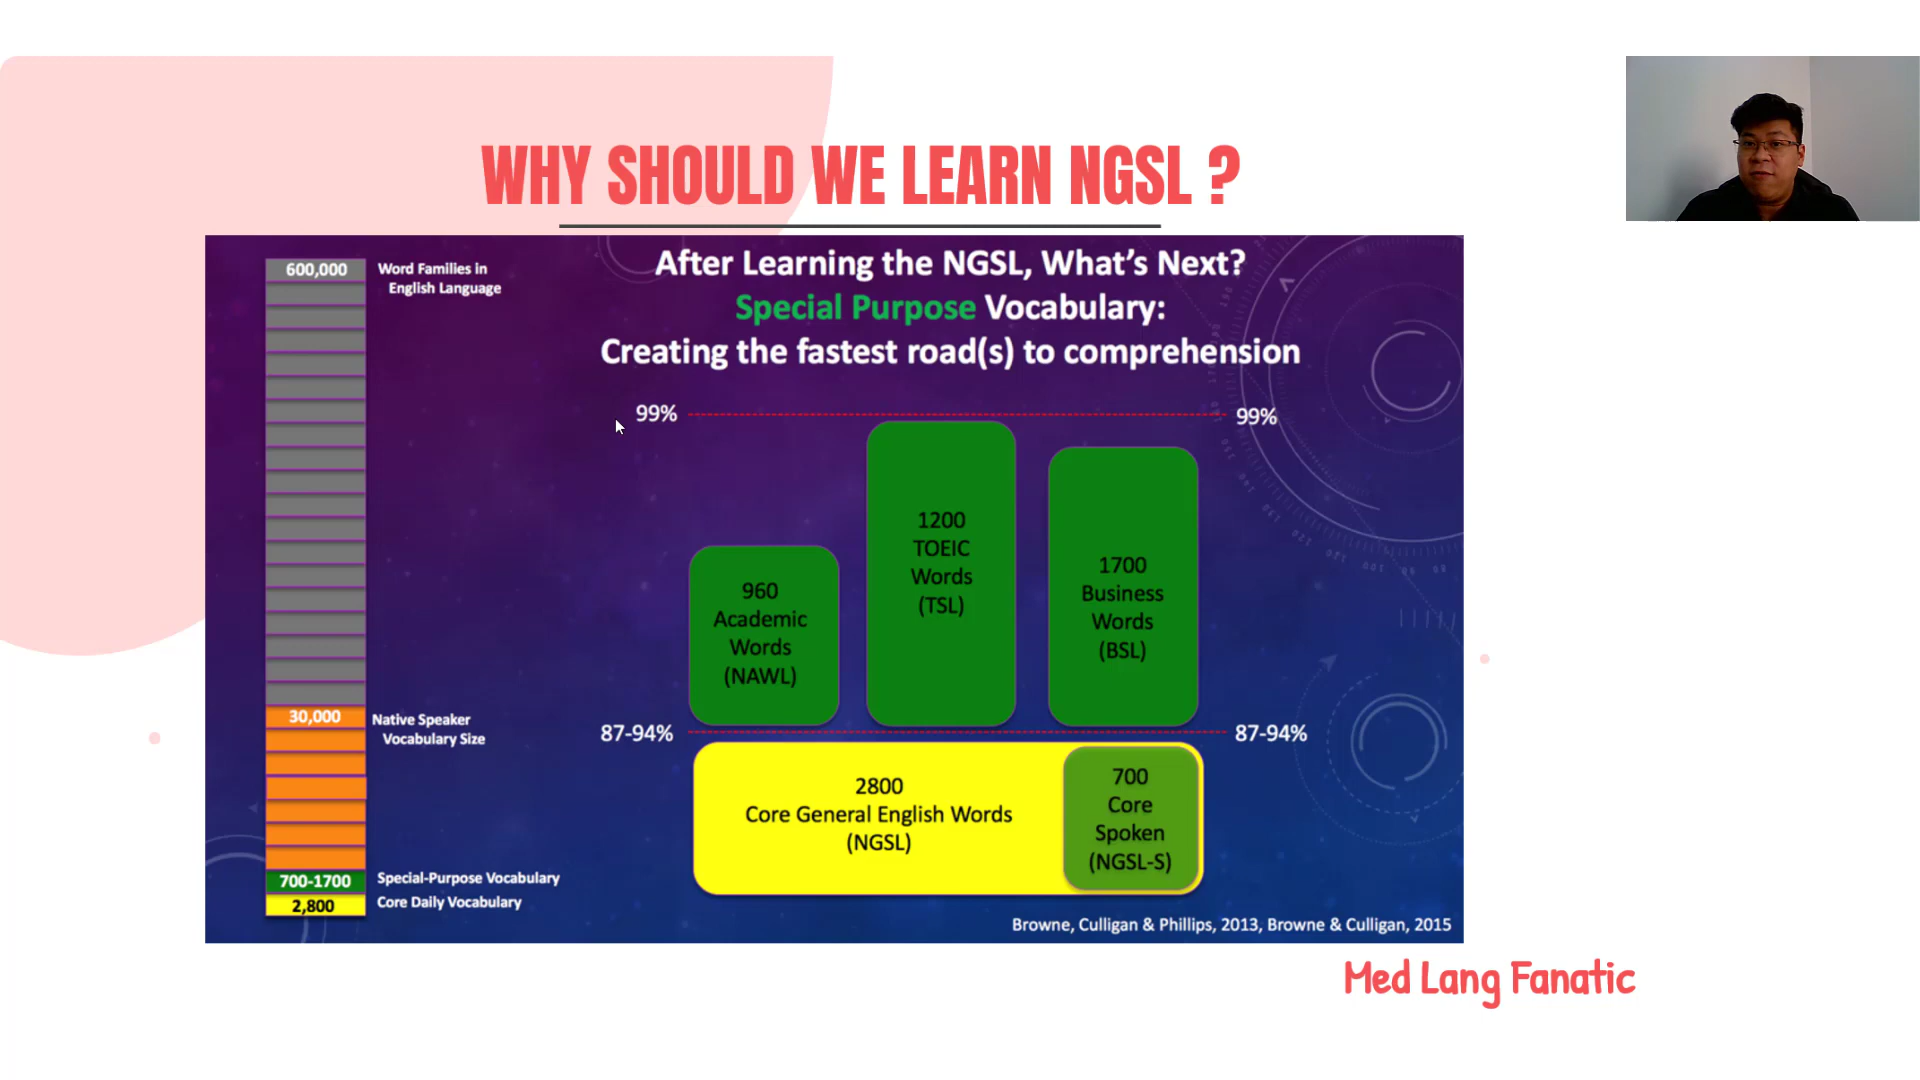 WHY SHOULD WE LEARN NGSL ?
600,000
Word Families in
English Language
After Learning the NGSL, What's Next?
Special Purpose Vocabulary:
Creating the fastest road(s) to comprehension
99%
99%
960
Academic
Words
(NAWL)
1200
TOEIC
Words
(TSL)
1700
Business
Words
(BSL)
30,000
Native Speaker
Vocabulary Size
87-94%
87-94%
2800
Core General English Words
(NGSL)
700
Core
Spoken
(NGSL-S)
700-1700
Special-Purpose Vocabulary
2,800
Core Daily Vocabulary
Browne, Culligan & Phillips, 2013, Browne & Culligan, 2015
Med Lang Fanatic